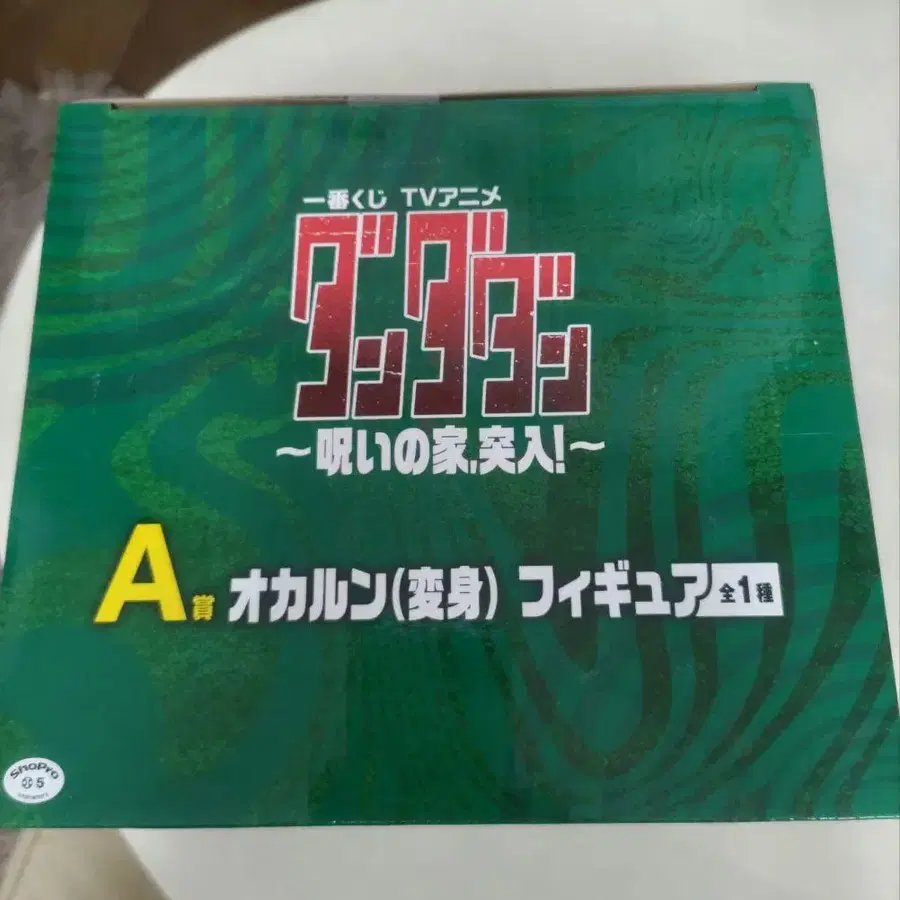 一番くじ TVアニメ
ダンダダン
～呪いの家、突入!～
A賞 オカルン(変身) フィギュア 全1種
ShoPro
5